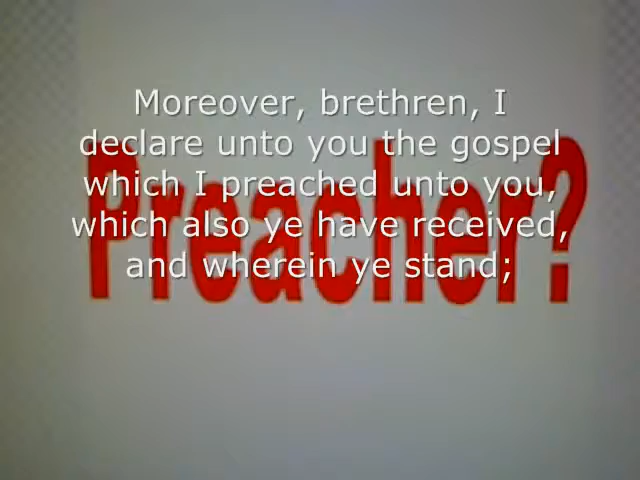 Moreover, brethren, I
declare unto you the gospel
which I preached unto you,
which also ye have received,
and wherein ye stand;
Preacher?